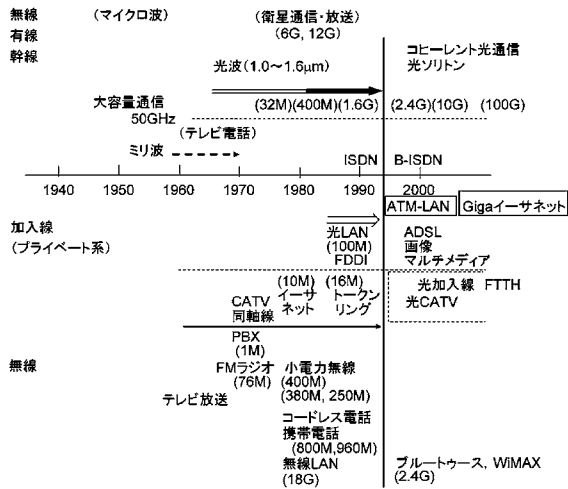 無線 (マイクロ波) (衛星通信・放送)
有線 (6G, 12G)
幹線 コヒーレント光通信
光波(1.0～1.6μm) 光ソリトン
大容量通信 (32M)(400M)(1.6G) (2.4G)(10G) (100G)
50GHz
(テレビ電話)
ミリ波 ISDN B-ISDN
1940 1950 1960 1970 1980 1990 2000
ATM-LAN Gigaイーサネット
加入線 光LAN ADSL
(プライベート系) (100M) 画像
FDDI マルチメディア
(10M) (16M) 光加入線 FTTH
CATV イーサ トークン 光CATV
同軸線 ネット リング
PBX
(1M)
無線 FMラジオ 小電力無線
(76M) (400M)
テレビ放送 (380M, 250M)
コードレス電話
携帯電話
(800M,960M)
無線LAN ブルートゥース, WiMAX
(18G) (2.4G)